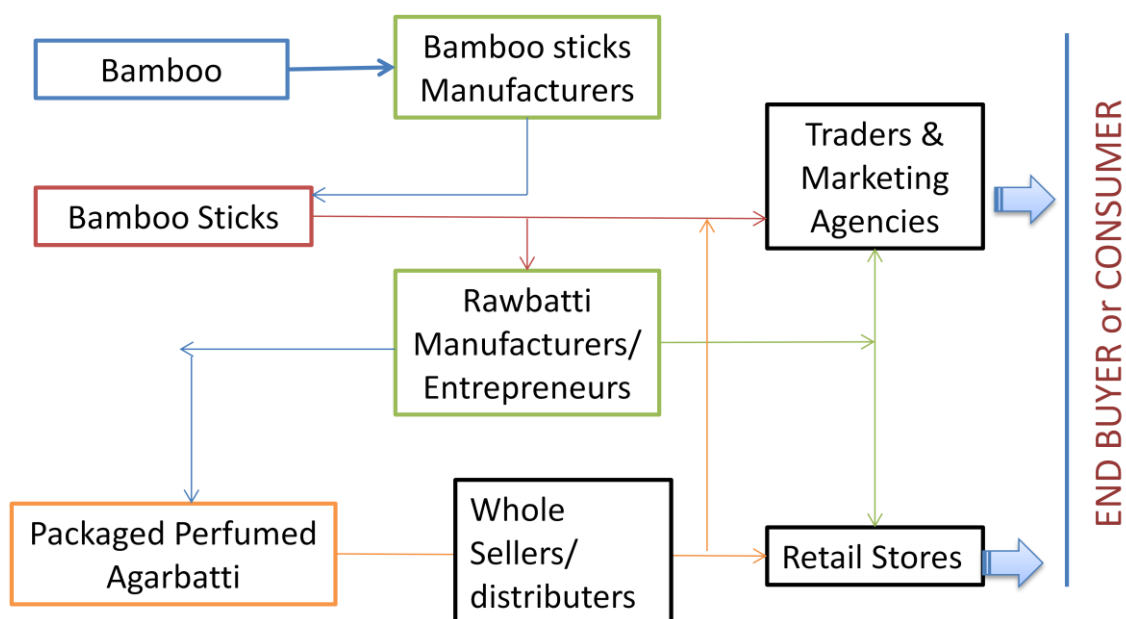 Bamboo
Bamboo sticks
Manufacturers
Traders &
Marketing
Agencies
Bamboo Sticks
Rawbatti
Manufacturers/
Entrepreneurs
Packaged Perfumed
Agarbatti
Whole
Sellers/
distributers
Retail Stores
END BUYER or CONSUMER